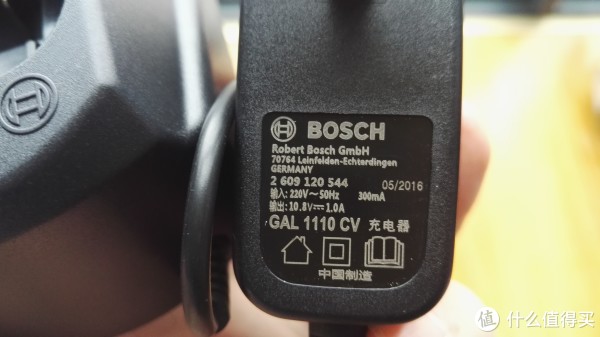 BOSCH
Robert Bosch GmbH
70764 Leinfelden-Echterdingen
GERMANY
2 609 120 544 05/2016
输入: 220V~50Hz 300mA
输出: 10.8V⎓1.0A
GAL 1110 CV 充电器
中国制造
值 什么值得买